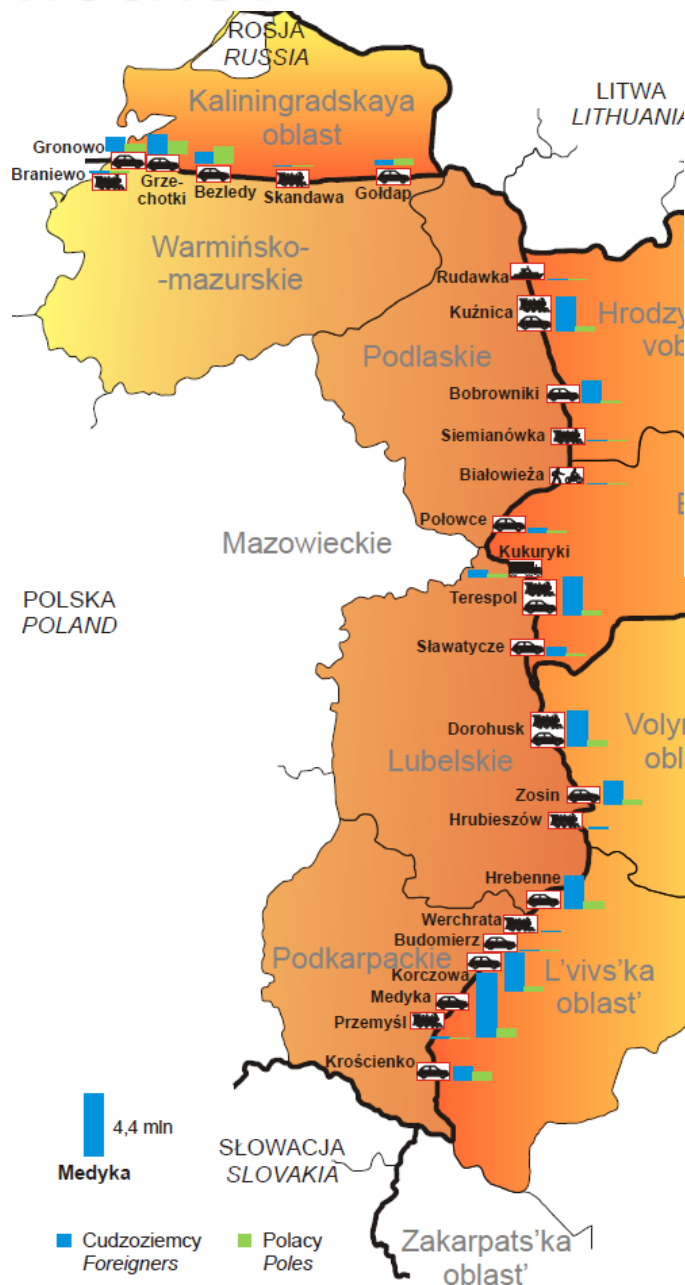 ROSJA
RUSSIA
Kaliningradskaya
oblast
LITWA
LITHUANIA
Gronowo
Braniewo
Grze-
chotki
Bezledy
Skandawa
Gołdap
Warmińsko-
-mazurskie
Rudawka
Kuźnica
Hrodzy
vob
Podlaskie
Bobrowniki
Siemianówka
Białowieża
Połowce
Mazowieckie
Kukuryki
POLSKA
POLAND
Terespol
Sławatycze
Dorohusk
Volyn
obl
Lubelskie
Zosin
Hrubieszów
Hrebenne
Werchrata
Budomierz
Podkarpackie
Korczowa
L'vivs'ka
oblast'
Medyka
Przemyśl
Krościenko
4,4 mln
Medyka
SŁOWACJA
SLOVAKIA
Cudzoziemcy
Foreigners
Polacy
Poles
Zakarpats'ka
oblast'